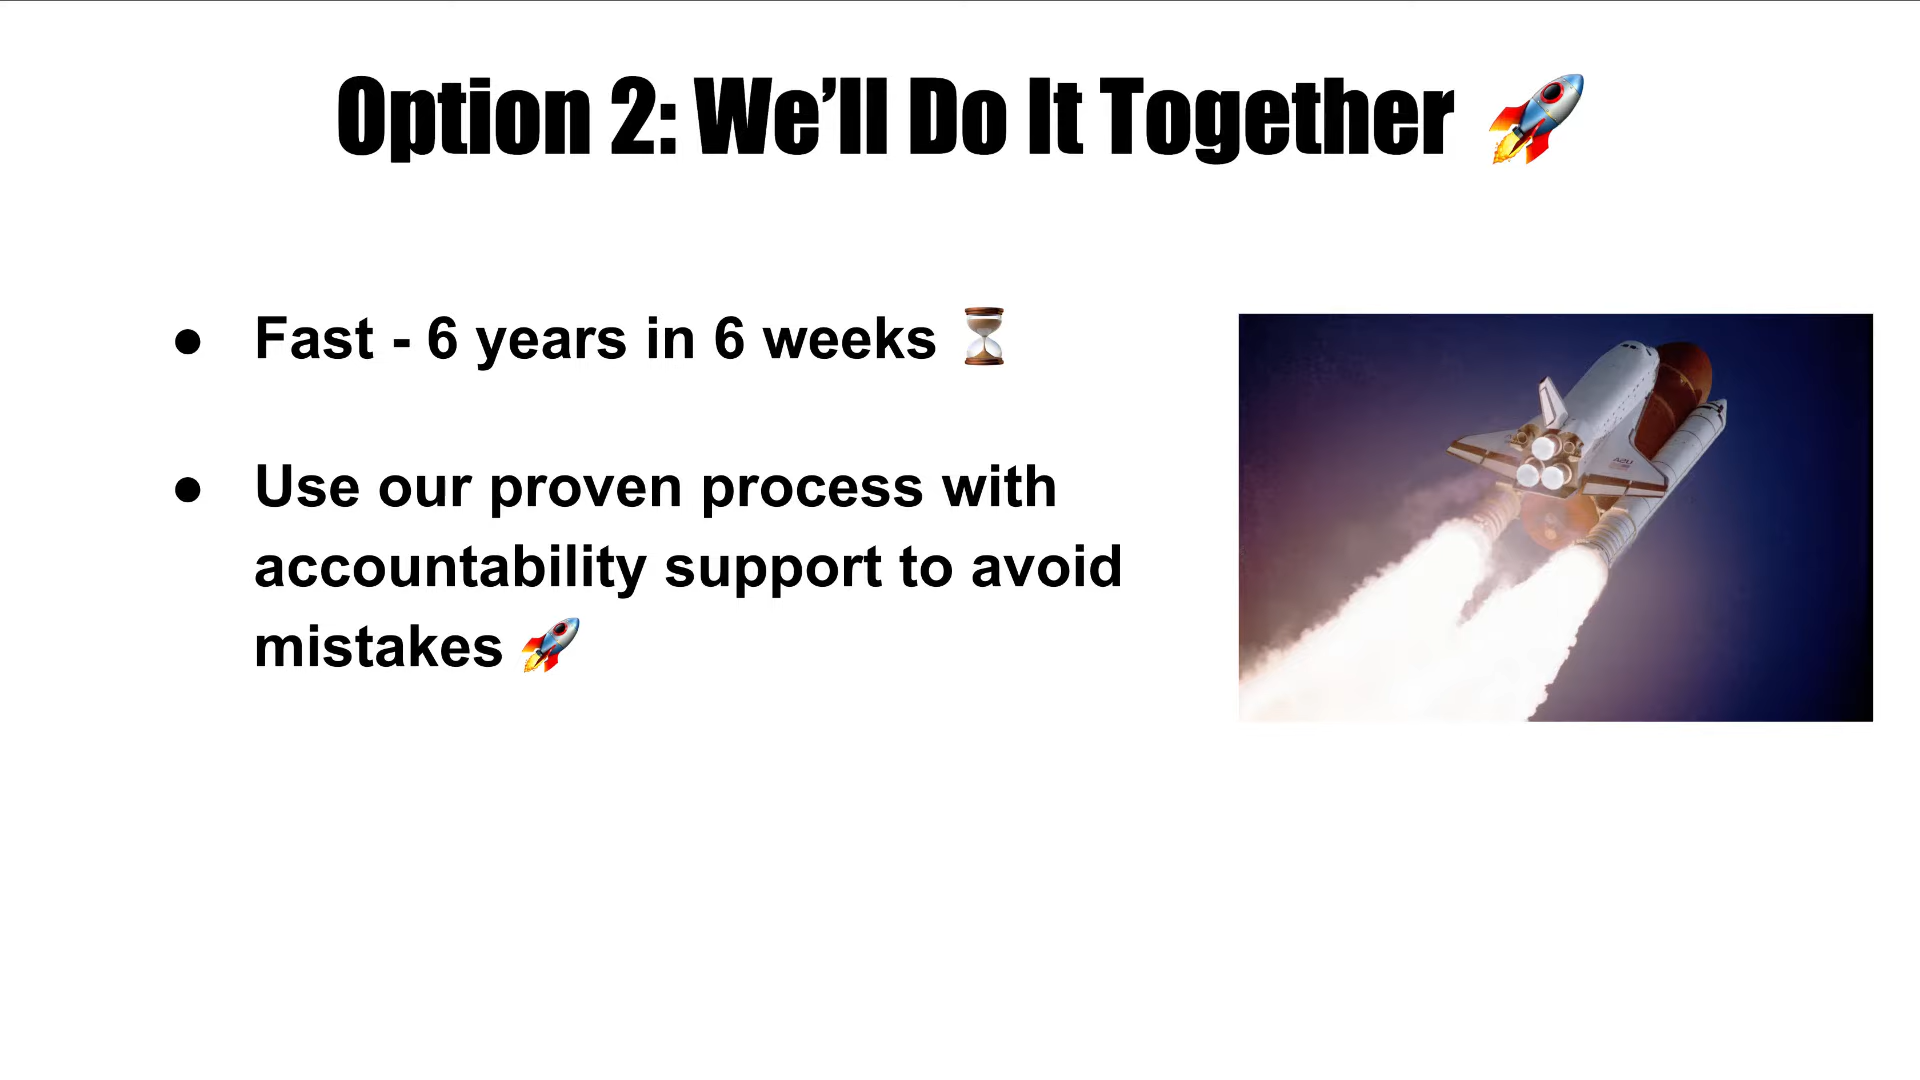 Option 2: We’ll Do It Together 🚀
● Fast - 6 years in 6 weeks ⏳
● Use our proven process with
accountability support to avoid
mistakes 🚀